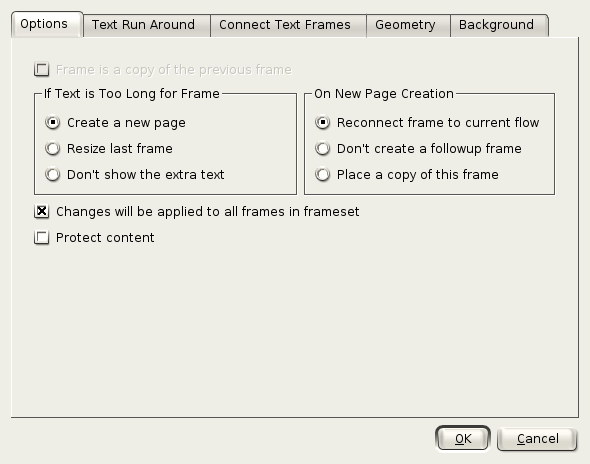 Options Text Run Around Connect Text Frames Geometry Background
Frame is a copy of the previous frame
If Text is Too Long for Frame On New Page Creation
Create a new page Reconnect frame to current flow
Resize last frame Don't create a followup frame
Don't show the extra text Place a copy of this frame
Changes will be applied to all frames in frameset
Protect content
OK Cancel